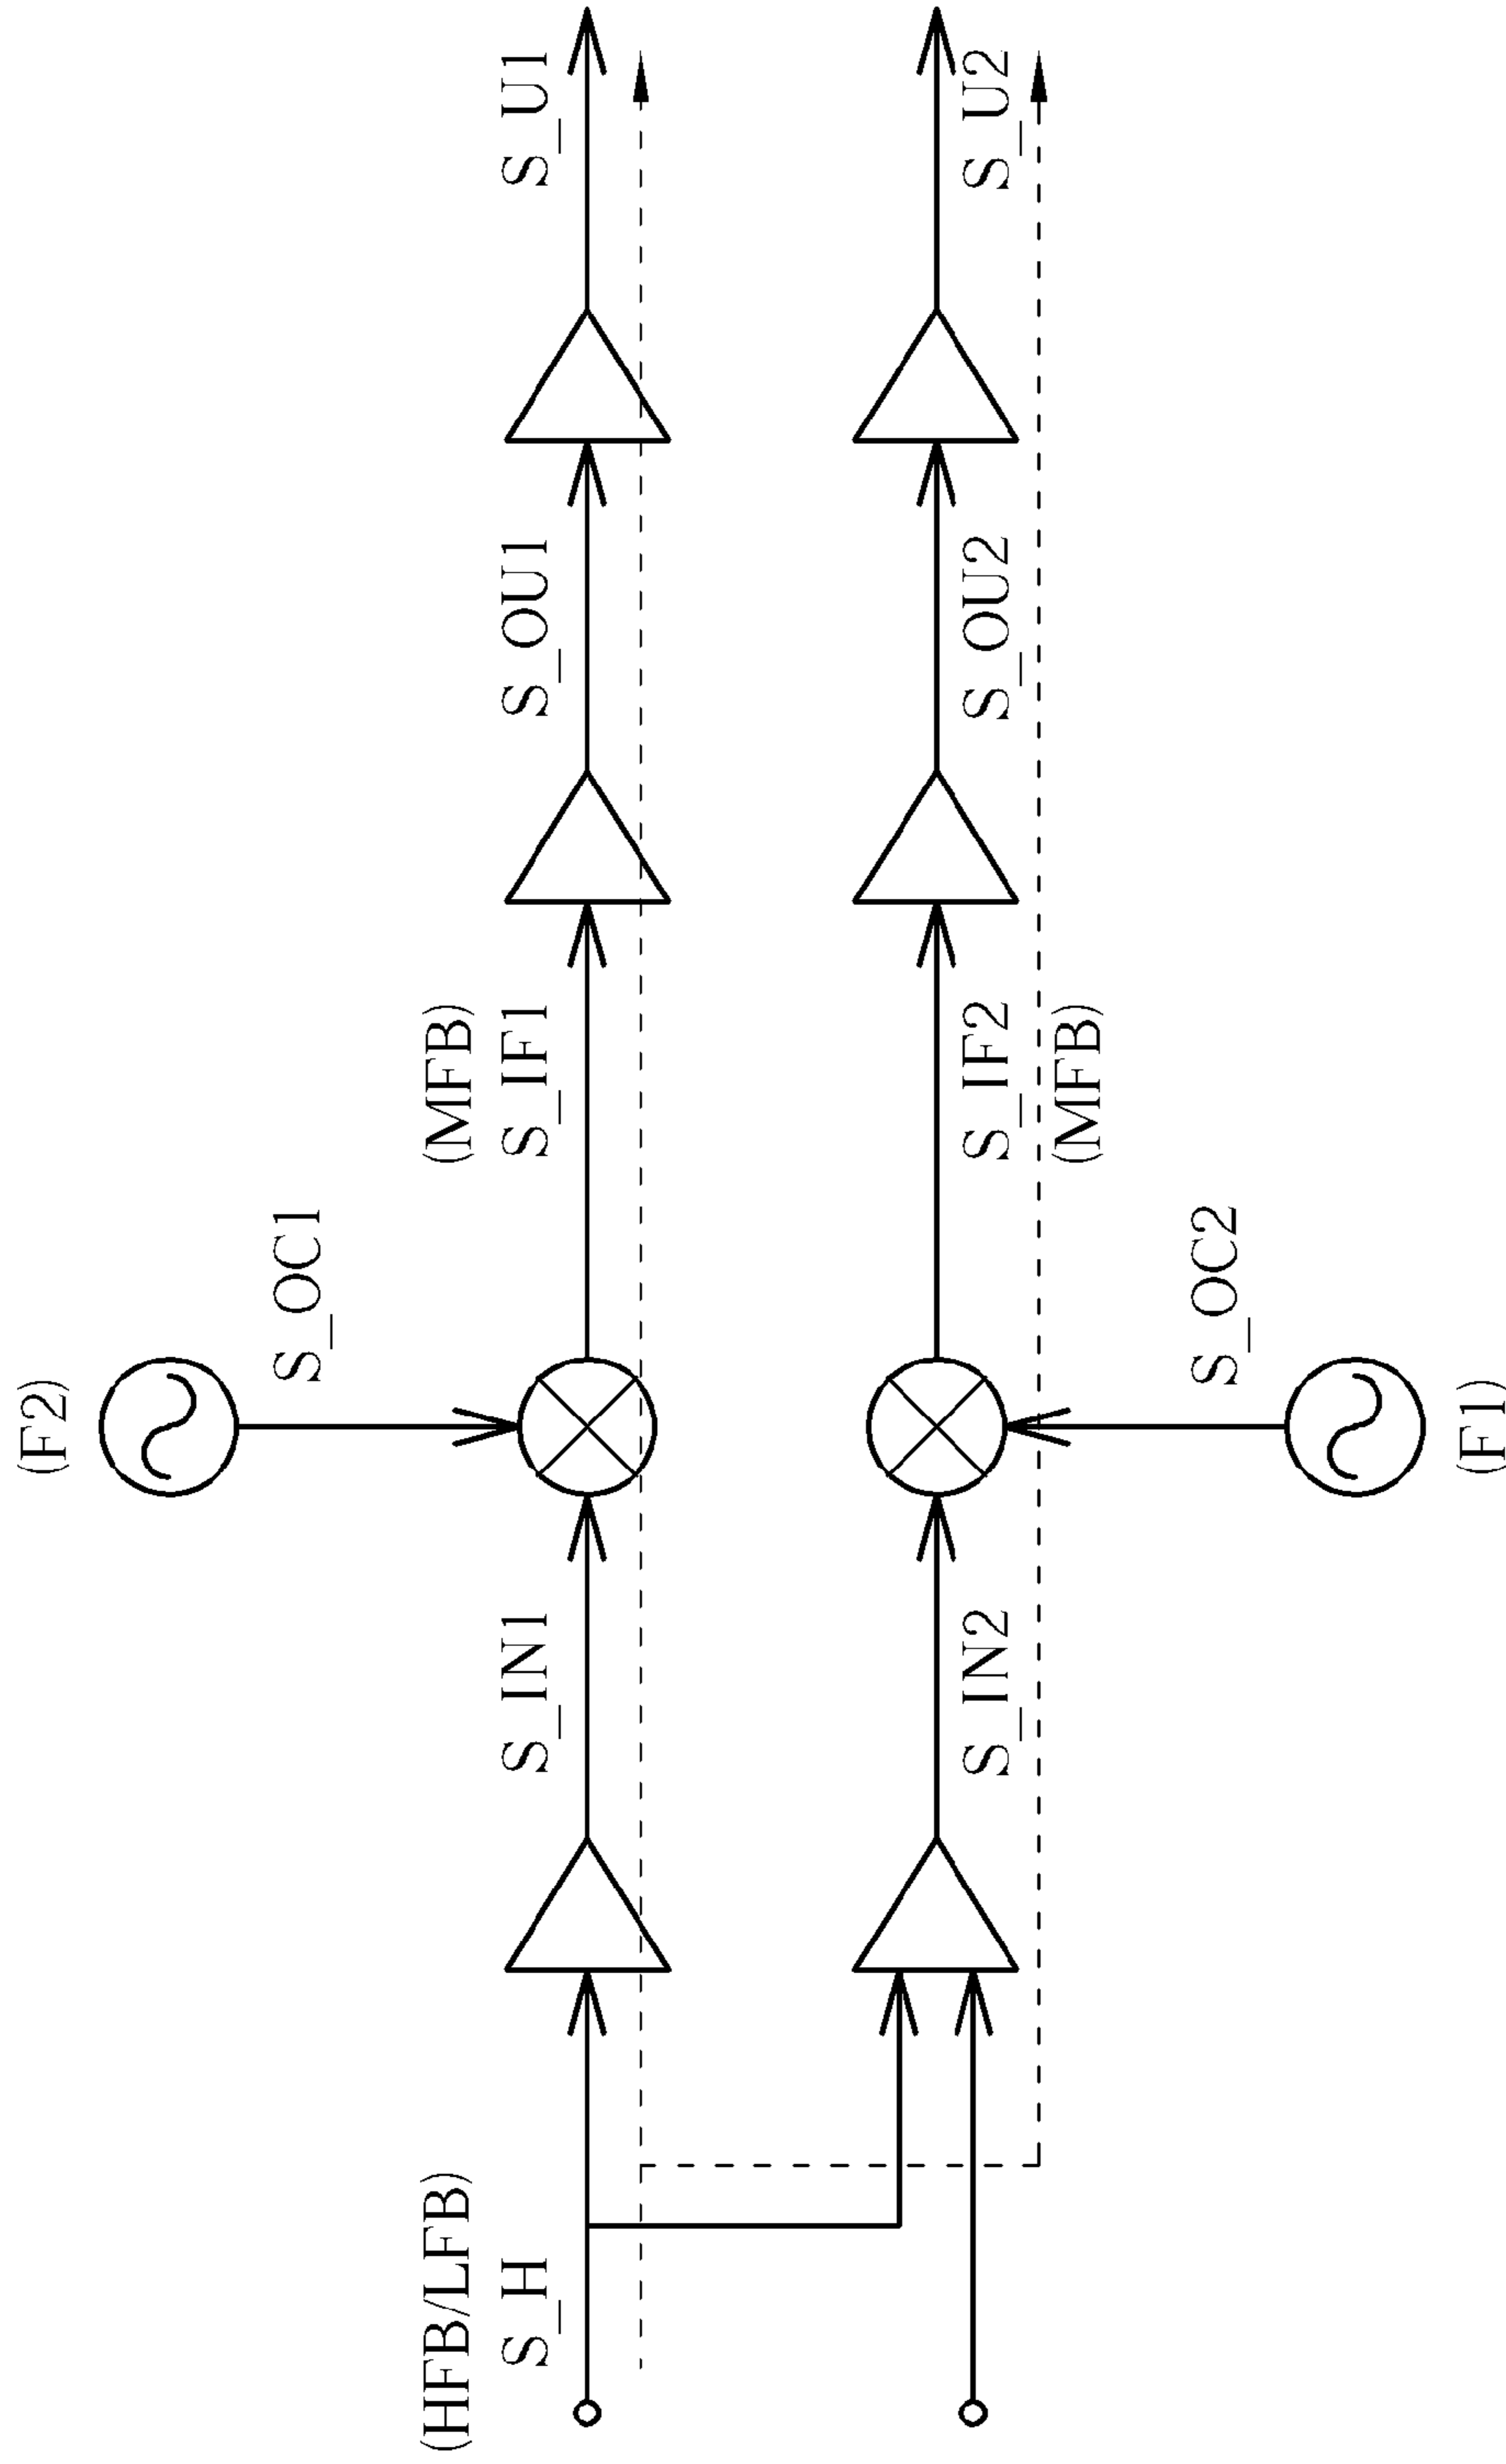 (F2)
S_OC1
(HFB/LFB)
(MFB)
S_H
S_IN1
S_IF1
S_OU1
S_U1
S_IN2
S_IF2
S_OU2
S_U2
(MFB)
S_OC2
(F1)